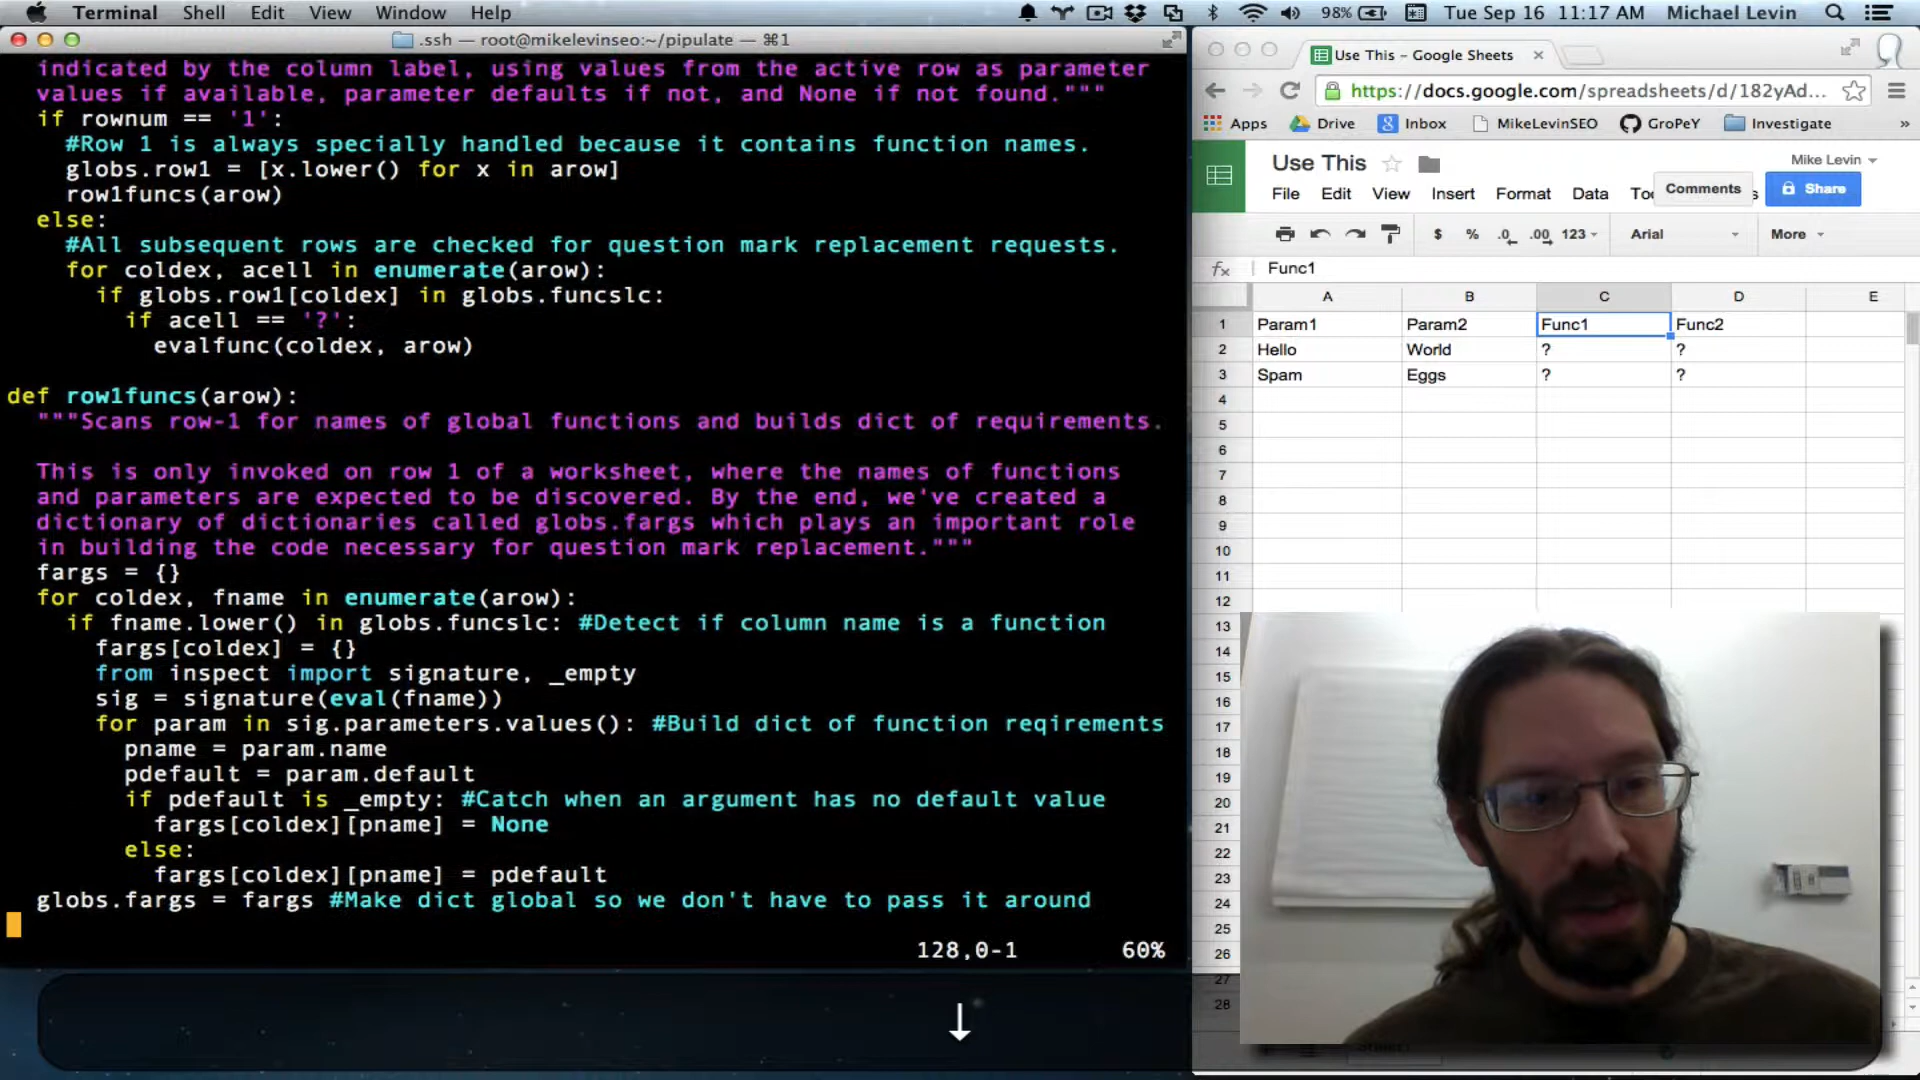 Terminal Shell Edit View Window Help
98% Tue Sep 16 11:17 AM Michael Levin
.ssh — root@mikelevinseo:~/pipulate — ⌘1
indicated by the column label, using values from the active row as parameter
values if available, parameter defaults if not, and None if not found."""
if rownum == '1':
#Row 1 is always specially handled because it contains function names.
globs.row1 = [x.lower() for x in arow]
row1funcs(arow)
else:
#All subsequent rows are checked for question mark replacement requests.
for coldex, acell in enumerate(arow):
if globs.row1[coldex] in globs.funcslc:
if acell == '?':
evalfunc(coldex, arow)
def row1funcs(arow):
"""Scans row-1 for names of global functions and builds dict of requirements.
This is only invoked on row 1 of a worksheet, where the names of functions
and parameters are expected to be discovered. By the end, we've created a
dictionary of dictionaries called globs.fargs which plays an important role
in building the code necessary for question mark replacement."""
fargs = {}
for coldex, fname in enumerate(arow):
if fname.lower() in globs.funcslc: #Detect if column name is a function
fargs[coldex] = {}
from inspect import signature, _empty
sig = signature(eval(fname))
for param in sig.parameters.values(): #Build dict of function reqirements
pname = param.name
pdefault = param.default
if pdefault is _empty: #Catch when an argument has no default value
fargs[coldex][pname] = None
else:
fargs[coldex][pname] = pdefault
globs.fargs = fargs #Make dict global so we don't have to pass it around
128,0-1 60%
Use This – Google Sheets
https://docs.google.com/spreadsheets/d/182yAd...
Apps Drive Inbox MikeLevinSEO GroPeY Investigate »
Use This
Mike Levin
File Edit View Insert Format Data To Comments s Share
$ % .0 .00 123 Arial More
fx Func1
A B C D E
1 Param1 Param2 Func1 Func2
2 Hello World ? ?
3 Spam Eggs ? ?
4
5
6
7
8
9
10
11
12
13
14
15
16
17
18
19
20
21
22
23
24
25
26
27
28